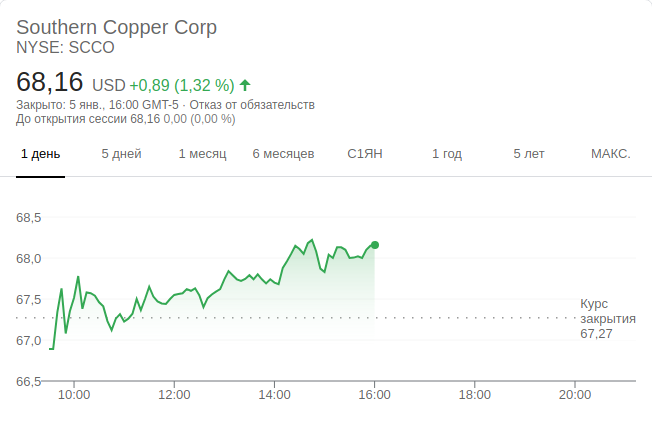 Southern Copper Corp
NYSE: SCCO
68,16 USD +0,89 (1,32 %)
Закрыто: 5 янв., 16:00 GMT-5 · Отказ от обязательств
До открытия сессии 68,16 0,00 (0,00 %)
1 день 5 дней 1 месяц 6 месяцев С1ЯН 1 год 5 лет МАКС.
68,5
68,0
67,5
67,0
66,5
Курс
закрытия
67,27
10:00 12:00 14:00 16:00 18:00 20:00